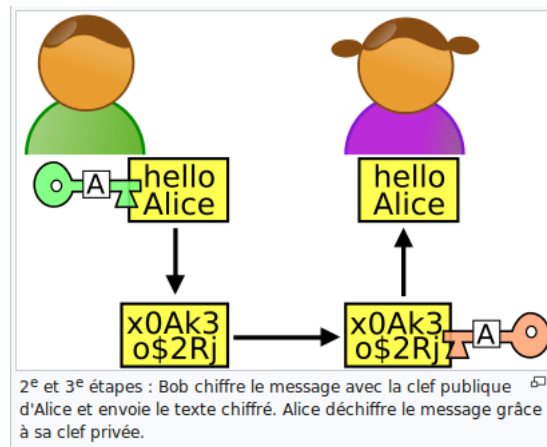 A
hello
Alice
hello
Alice
x0Ak3
o$2Rj
x0Ak3
o$2Rj
A
2e et 3e étapes : Bob chiffre le message avec la clef publique
d'Alice et envoie le texte chiffré. Alice déchiffre le message grâce
à sa clef privée.